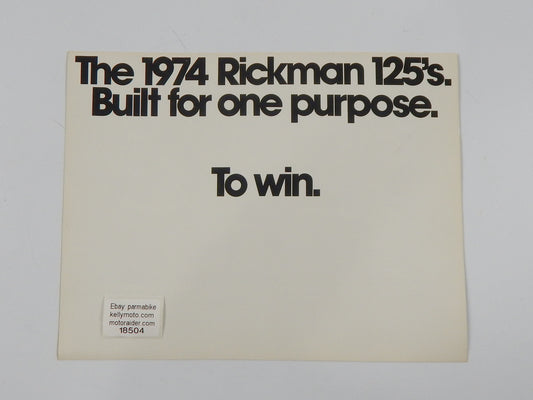 The 1974 Rickman 125's.
Built for one purpose.
To win.
Ebay parmabike
kellymoto.com
motoraider.com
18504